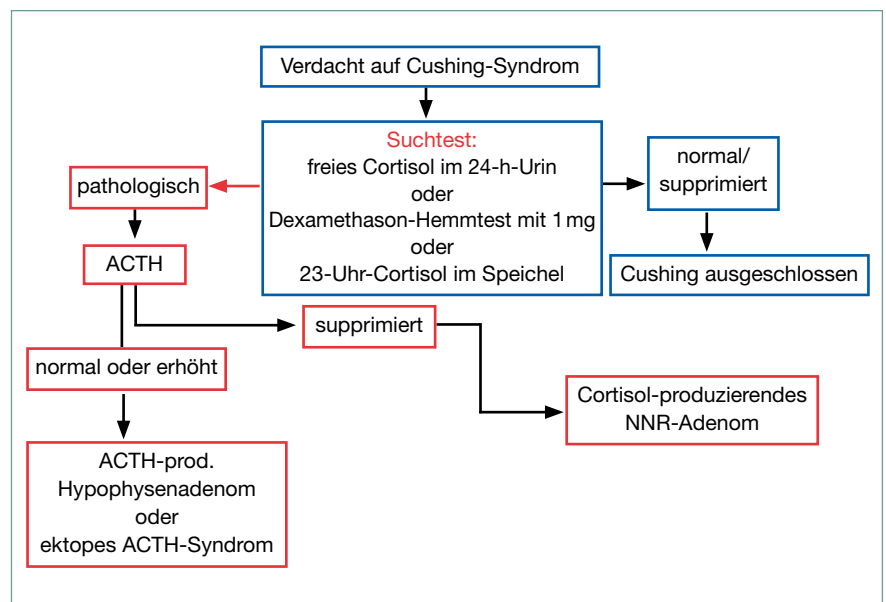 Verdacht auf Cushing-Syndrom
Suchtest:
freies Cortisol im 24-h-Urin
oder
Dexamethason-Hemmtest mit 1 mg
oder
23-Uhr-Cortisol im Speichel
normal/
supprimiert
Cushing ausgeschlossen
pathologisch
ACTH
supprimiert
normal oder erhöht
Cortisol-produzierendes
NNR-Adenom
ACTH-prod.
Hypophysenadenom
oder
ektopes ACTH-Syndrom